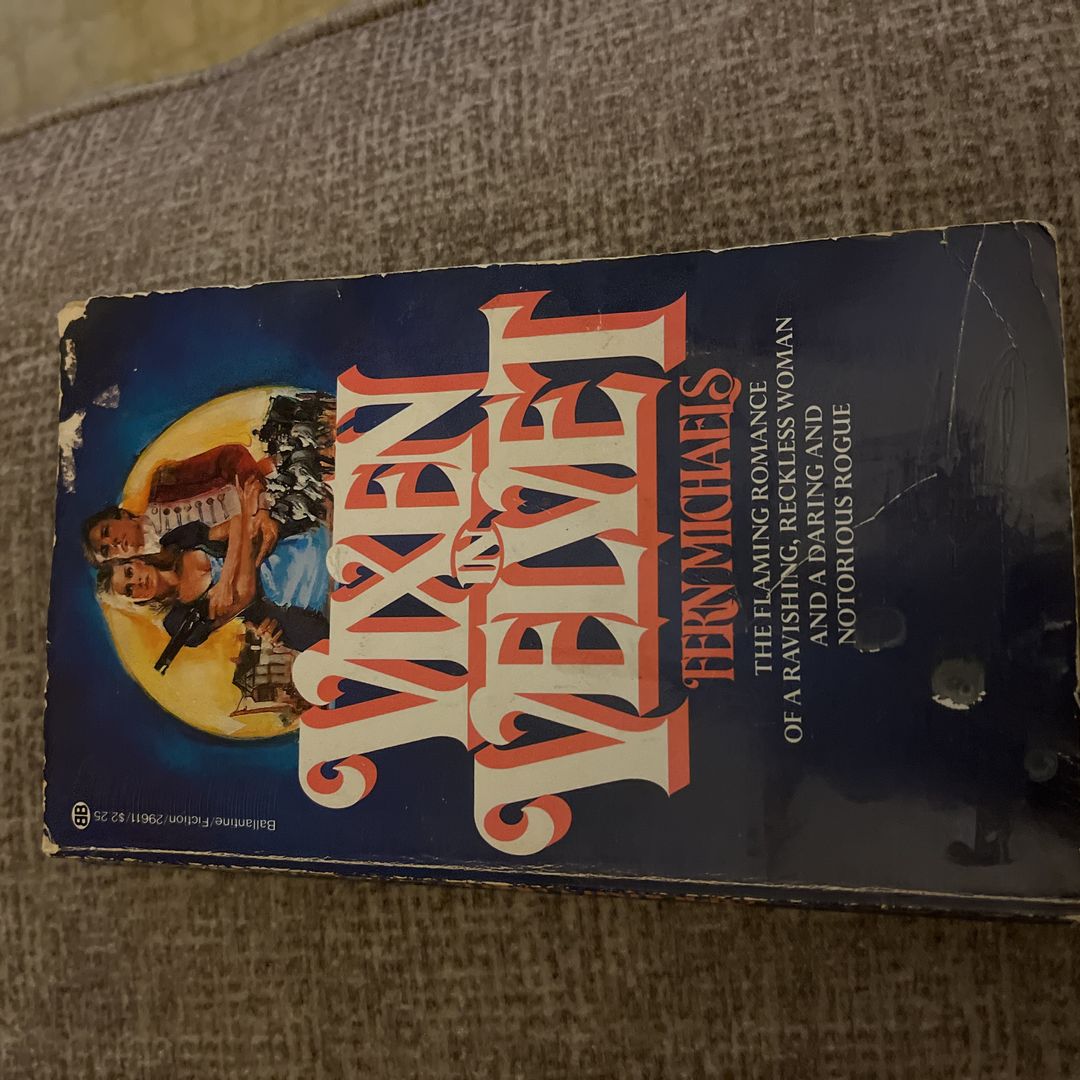 BB
Ballantine/Fiction/29611/$2.25
VIXEN
IN
VELVET
FERN MICHAELS
THE FLAMING ROMANCE
OF A RAVISHING, RECKLESS WOMAN
AND A DARING AND
NOTORIOUS ROGUE